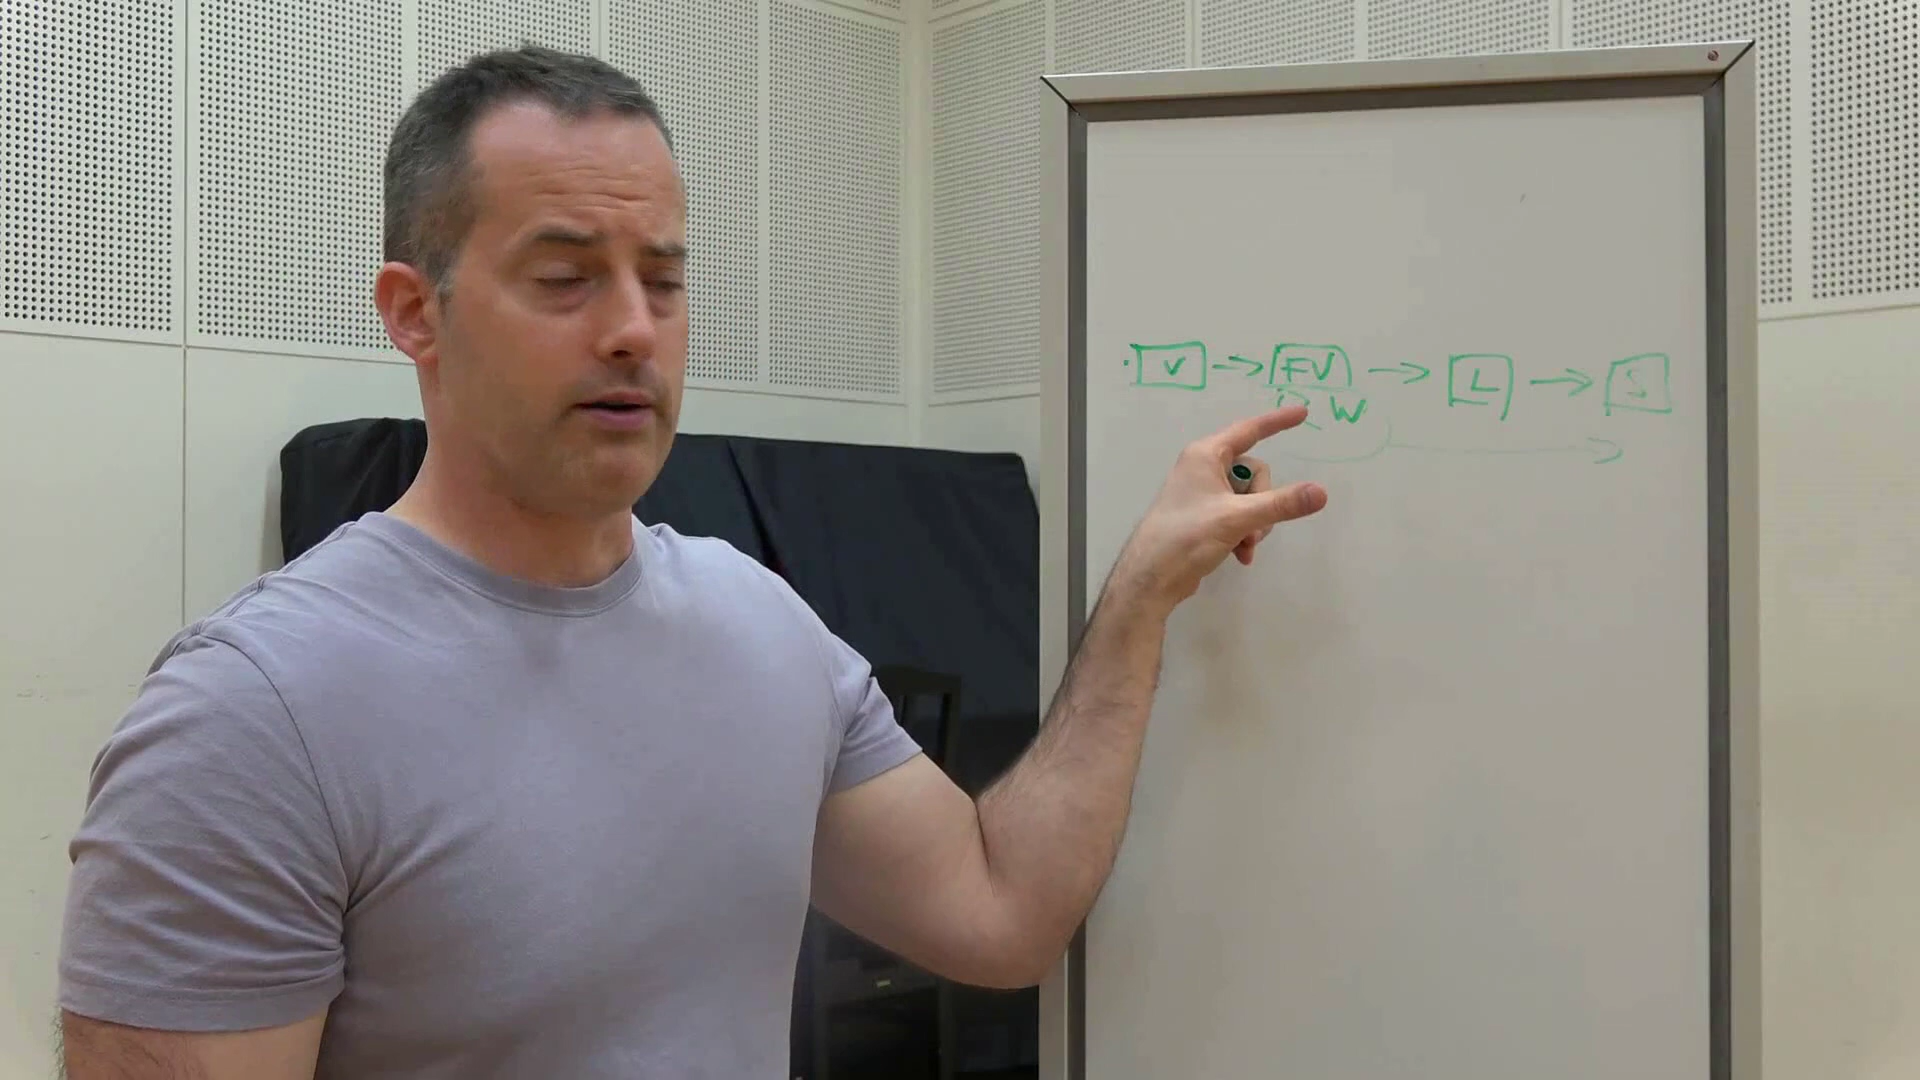 V → FV → L → S
W